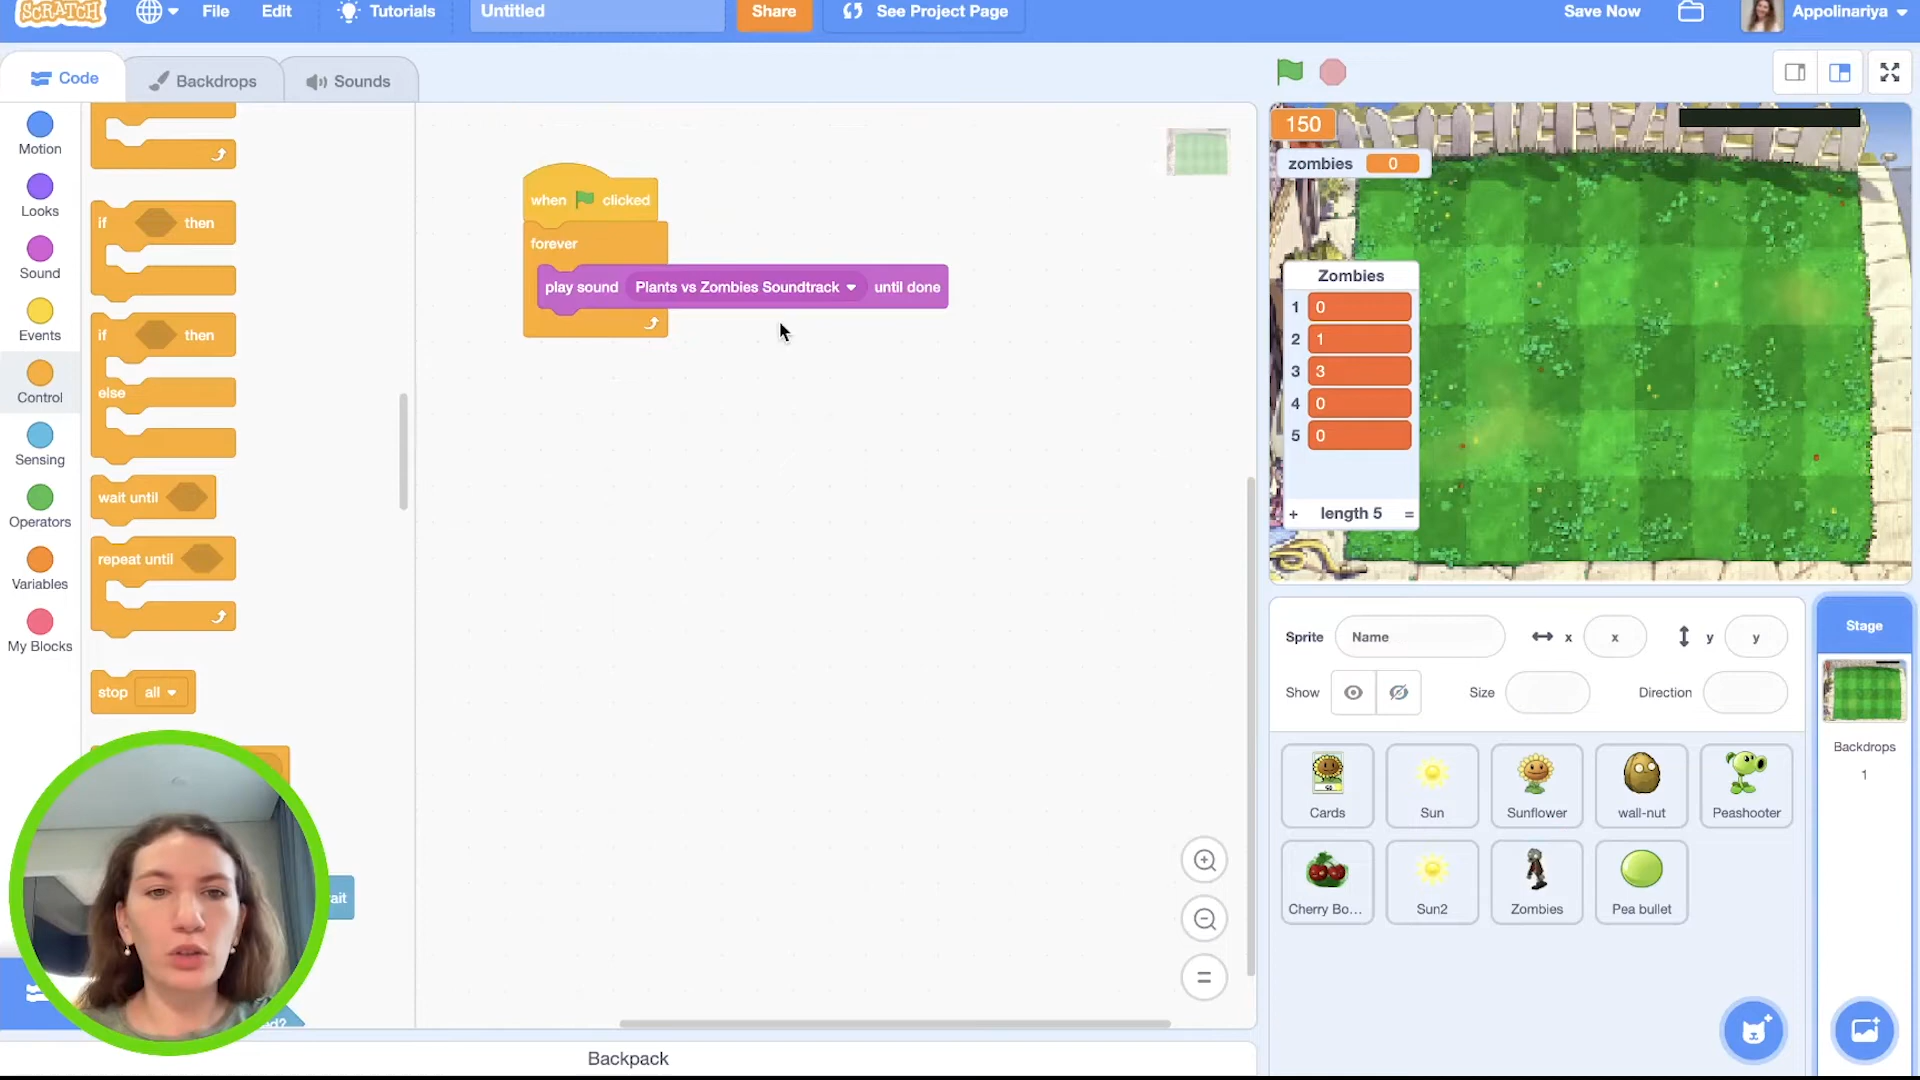 SCRATCH
File
Edit
Tutorials
Untitled
Share
See Project Page
Save Now
Appolinariya
Code
Backdrops
Sounds
Motion
Looks
Sound
Events
Control
Sensing
Operators
Variables
My Blocks
if then
if then
else
wait until
repeat until
stop all
ait
ed?
when clicked
forever
play sound Plants vs Zombies Soundtrack until done
Backpack
150
zombies 0
Zombies
1 0
2 1
3 3
4 0
5 0
+ length 5 =
Sprite Name x x y y
Show Size Direction
Cards
Sun
Sunflower
wall-nut
Peashooter
Cherry Bo...
Sun2
Zombies
Pea bullet
Stage
Backdrops
1